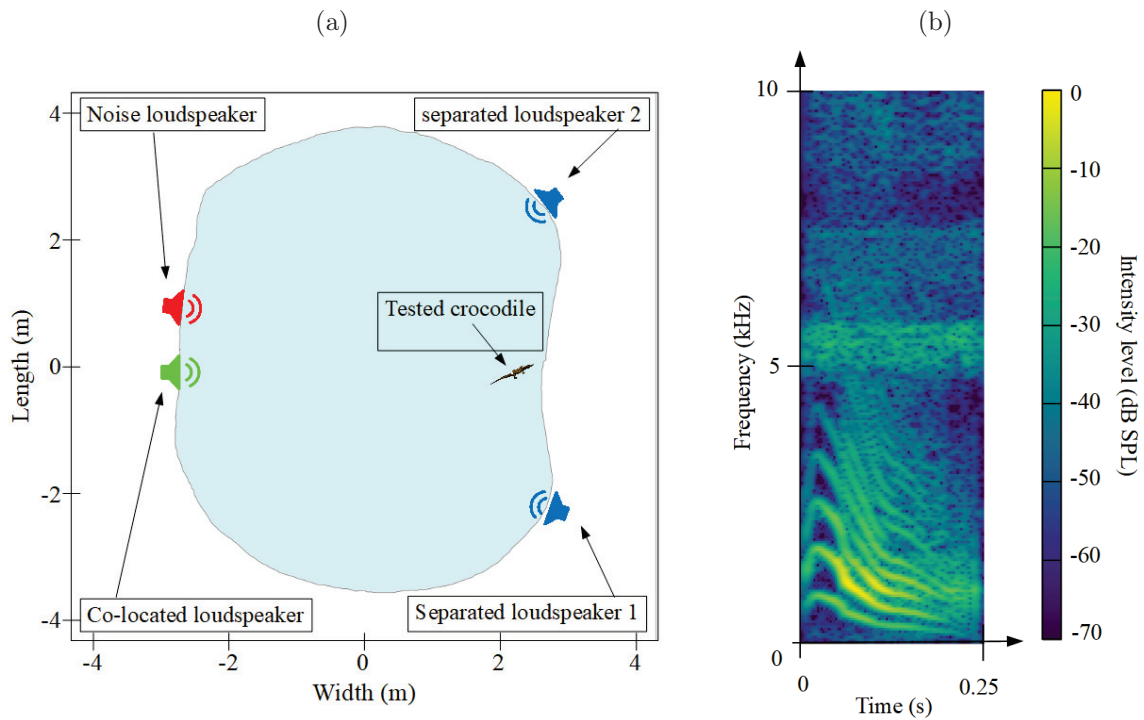 (a)
Noise loudspeaker
separated loudspeaker 2
Tested crocodile
Co-located loudspeaker
Separated loudspeaker 1
Length (m)
4
2
0
-2
-4
-4
-2
0
2
4
Width (m)
(b)
10
5
0
Frequency (kHz)
0
0.25
Time (s)
0
-10
-20
-30
-40
-50
-60
-70
Intensity level (dB SPL)